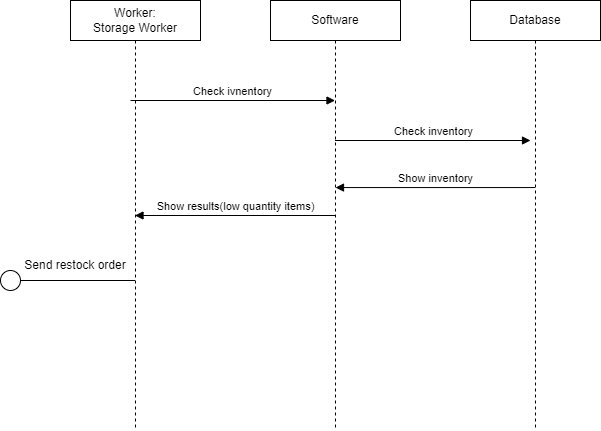 Worker:
Storage Worker
Software
Database
Check ivnentory
Check inventory
Show inventory
Show results(low quantity items)
Send restock order